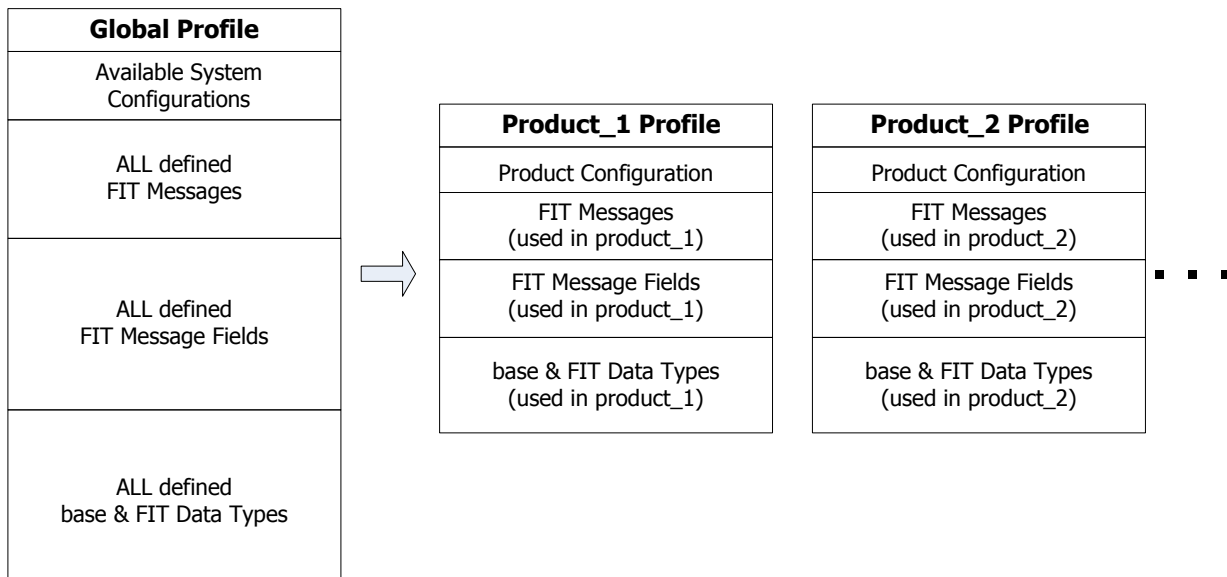 Global Profile
Available System
Configurations
ALL defined
FIT Messages
ALL defined
FIT Message Fields
ALL defined
base & FIT Data Types
Product_1 Profile
Product Configuration
FIT Messages
(used in product_1)
FIT Message Fields
(used in product_1)
base & FIT Data Types
(used in product_1)
Product_2 Profile
Product Configuration
FIT Messages
(used in product_2)
FIT Message Fields
(used in product_2)
base & FIT Data Types
(used in product_2)
. . .